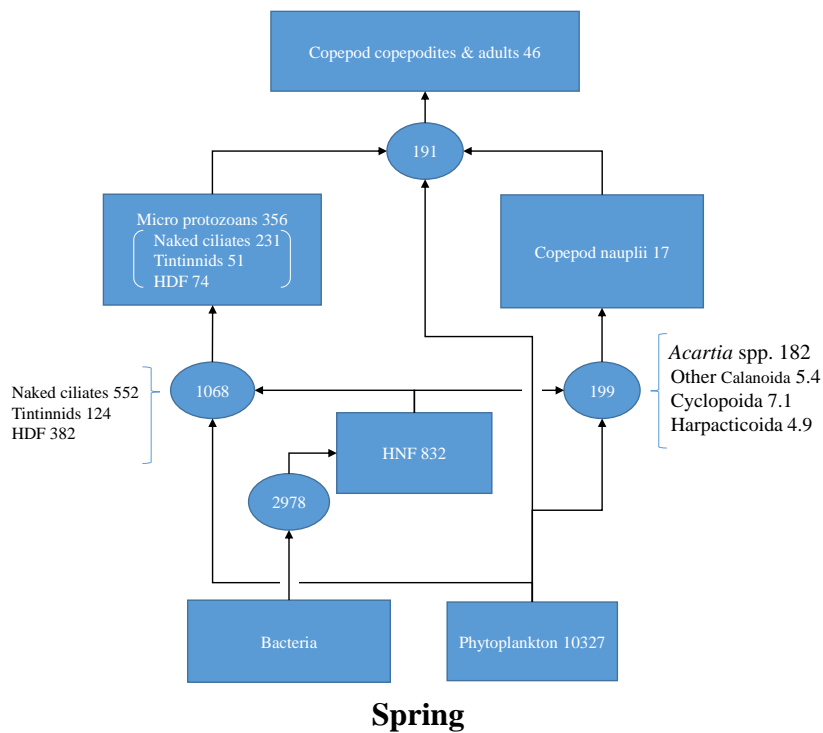 Copepod copepodites & adults 46
191
Micro protozoans 356
Naked ciliates 231
Tintinnids 51
HDF 74
Copepod nauplii 17
Naked ciliates 552
Tintinnids 124
HDF 382
1068
199
Acartia spp. 182
Other Calanoida 5.4
Cyclopoida 7.1
Harpacticoida 4.9
HNF 832
2978
Bacteria
Phytoplankton 10327
Spring